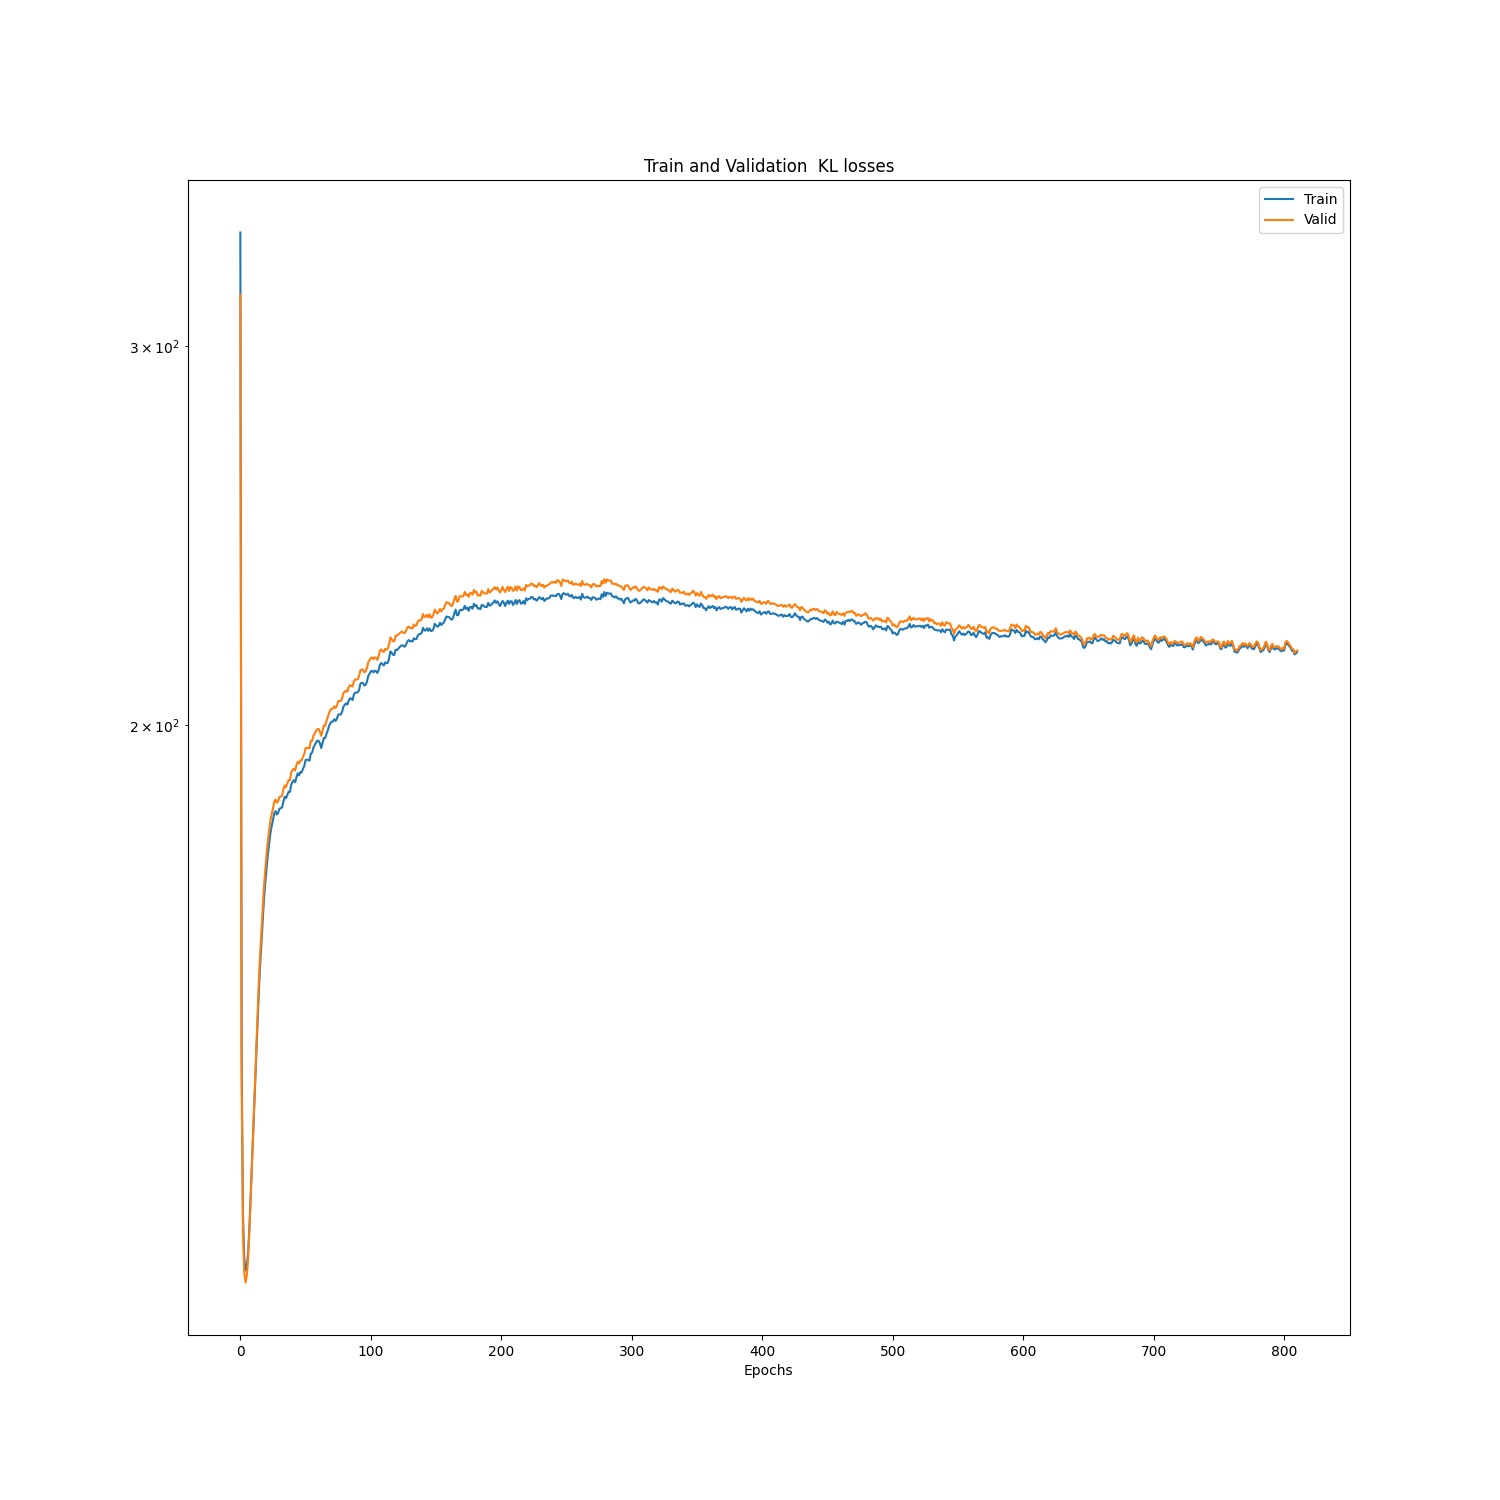 Train and Validation  KL losses
Train
Valid
3 × 10²
2 × 10²
0 100 200 300 400 500 600 700 800
Epochs